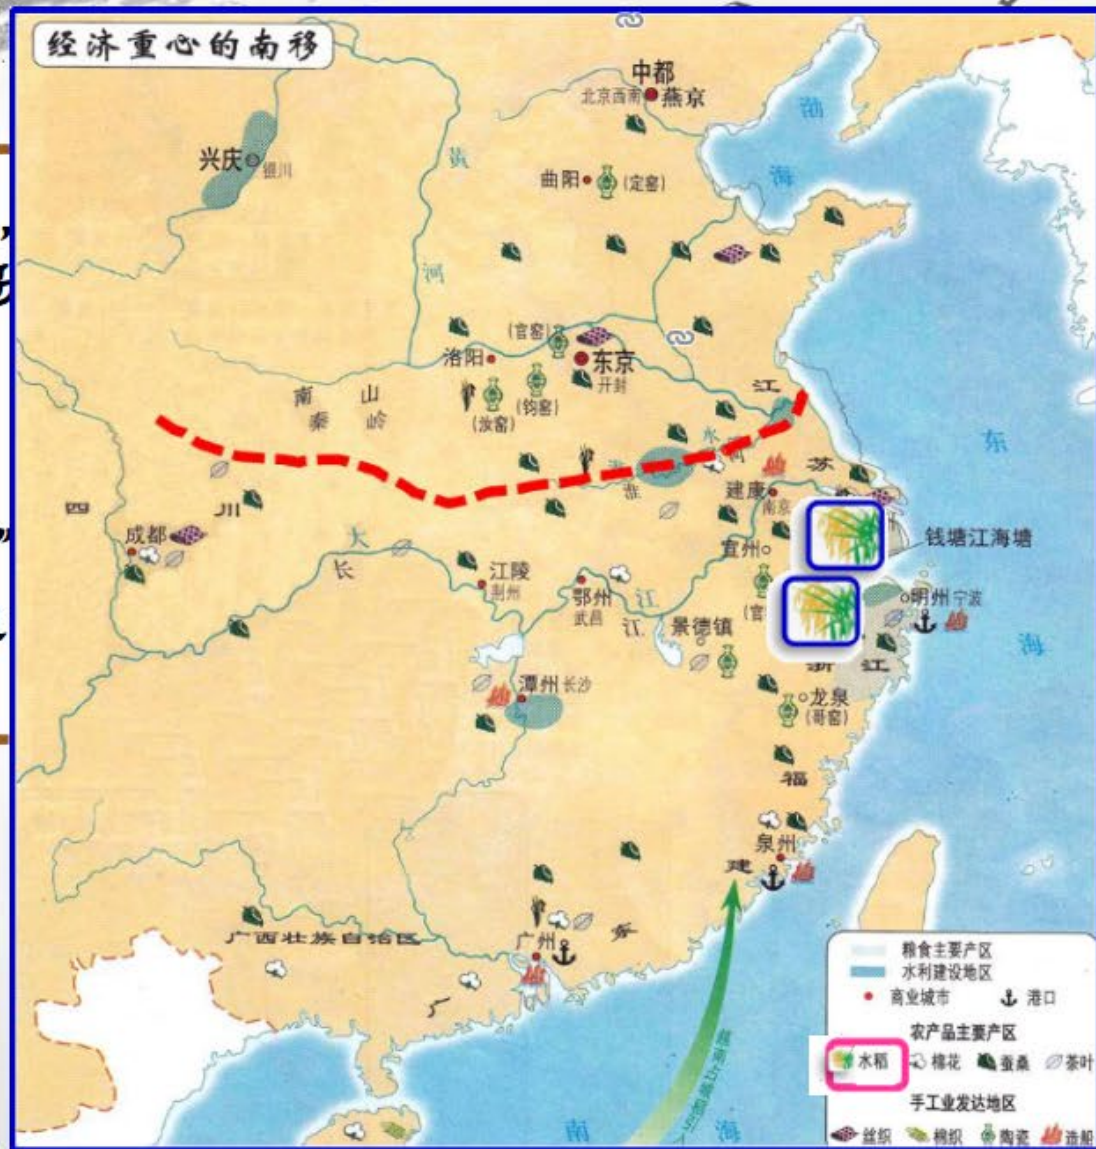 经济重心的南移
中都
北京西南
燕京
渤
海
兴庆
银川
黄
曲阳
(定窑)
河
(官窑)
洛阳
东京
开封
南 山
秦 岭
(汝窑)
(钧窑)
江
水
河
淮
苏
东
四 川
建康
南京
成都
大
长
宣州
钱塘江海塘
江陵
荆州
鄂州
武昌
江
江
景德镇
(官
明州
宁波
海
浙 江
潭州
长沙
龙泉
(哥窑)
福
泉州
建
广西壮族自治区
广州
东
南 海
粮食主要产区
水利建设地区
商业城市
港口
农产品主要产区
水稻
棉花
蚕桑
茶叶
手工业发达地区
丝织
棉织
陶瓷
造船